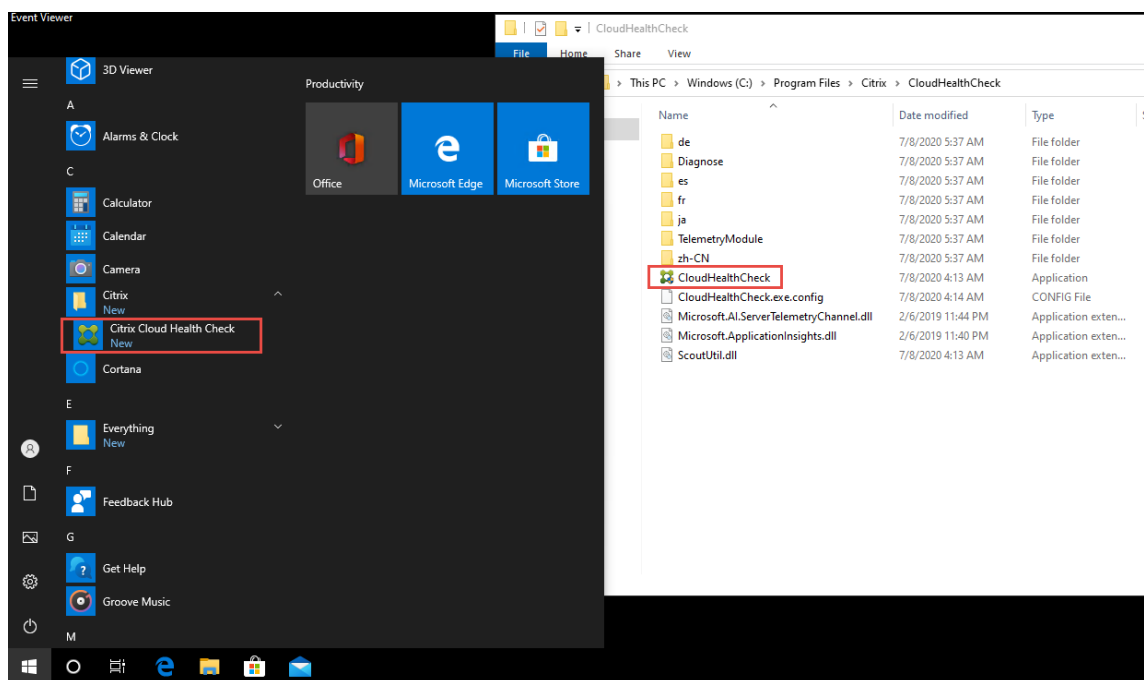 Event Viewer
3D Viewer
A
Alarms & Clock
C
Calculator
Calendar
Camera
Citrix
New
Citrix Cloud Health Check
New
Cortana
E
Everything
New
F
Feedback Hub
G
Get Help
Groove Music
M
Productivity
Office
Microsoft Edge
Microsoft Store
CloudHealthCheck
File Home Share View
This PC > Windows (C:) > Program Files > Citrix > CloudHealthCheck
Name Date modified Type
de 7/8/2020 5:37 AM File folder
Diagnose 7/8/2020 5:37 AM File folder
es 7/8/2020 5:37 AM File folder
fr 7/8/2020 5:37 AM File folder
ja 7/8/2020 5:37 AM File folder
TelemetryModule 7/8/2020 5:37 AM File folder
zh-CN 7/8/2020 5:37 AM File folder
CloudHealthCheck 7/8/2020 4:13 AM Application
CloudHealthCheck.exe.config 7/8/2020 4:14 AM CONFIG File
Microsoft.AI.ServerTelemetryChannel.dll 2/6/2019 11:44 PM Application exten...
Microsoft.ApplicationInsights.dll 2/6/2019 11:40 PM Application exten...
ScoutUtil.dll 7/8/2020 4:13 AM Application exten...